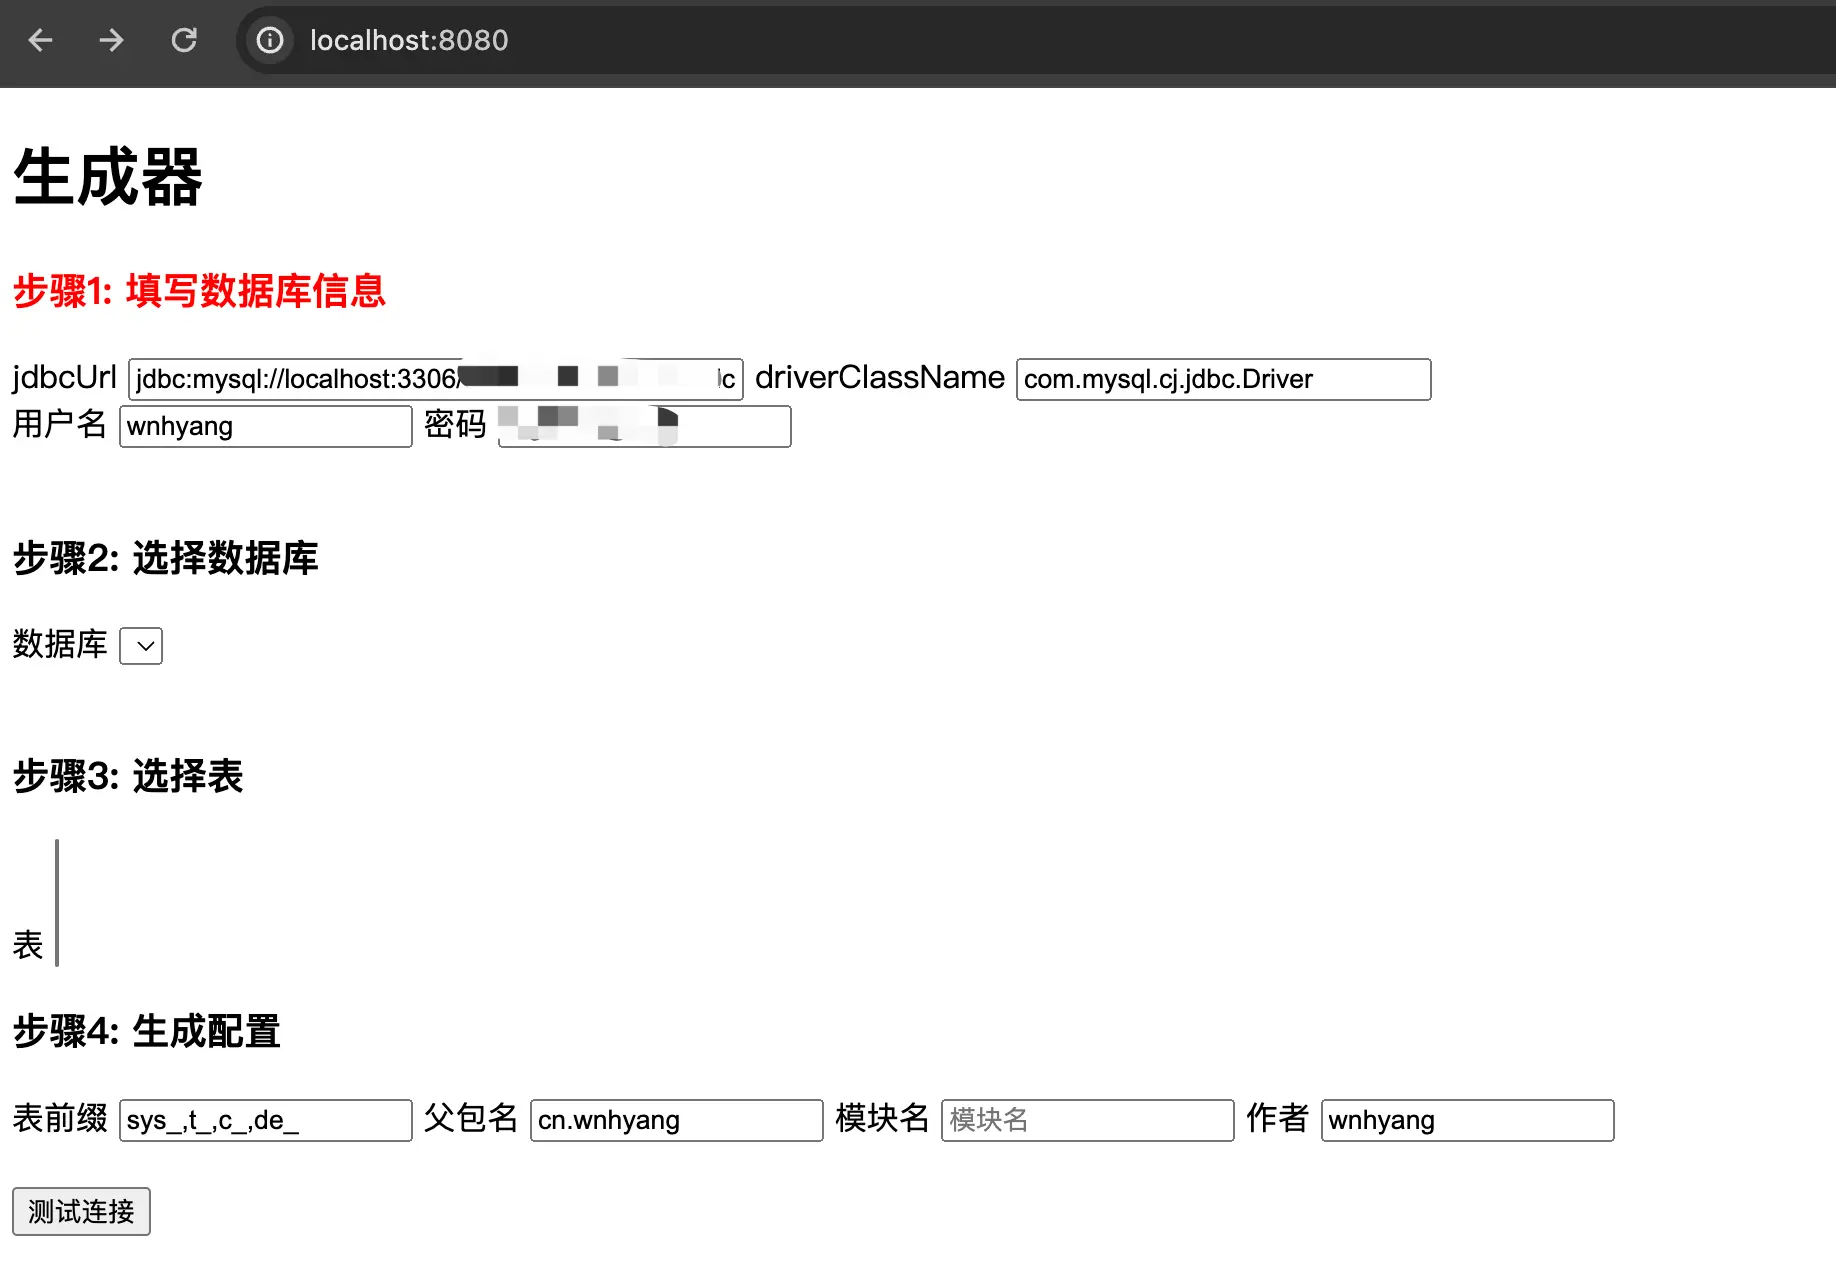 localhost:8080
生成器
步骤1: 填写数据库信息
jdbcUrl jdbc:mysql://localhost:3306/ driverClassName com.mysql.cj.jdbc.Driver
用户名 wnhyang 密码
步骤2: 选择数据库
数据库
步骤3: 选择表
表
步骤4: 生成配置
表前缀 sys_,t_,c_,de_ 父包名 cn.wnhyang 模块名 模块名 作者 wnhyang
测试连接